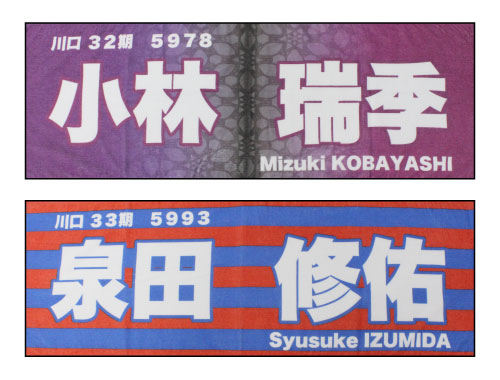 川口 32期 5978
小林 瑞季
Mizuki KOBAYASHI
川口 33期 5993
泉田 修佑
Syusuke IZUMIDA